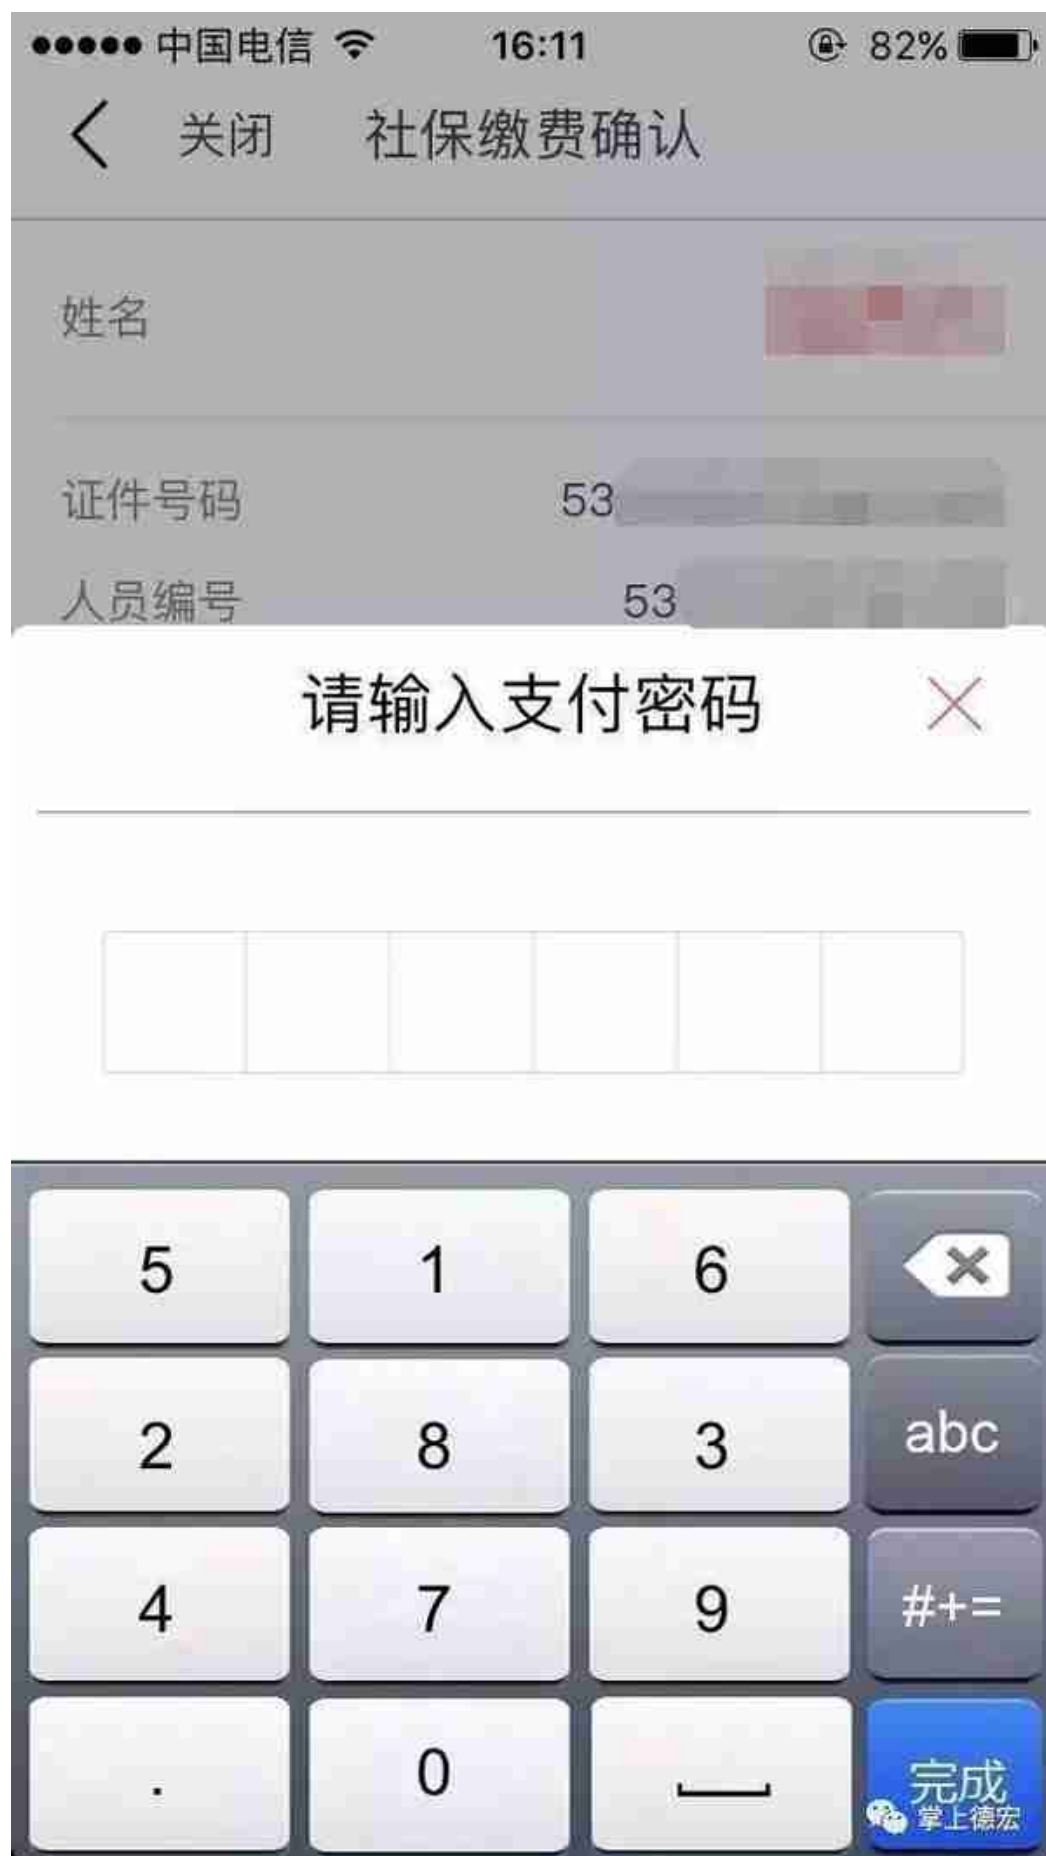 中国电信 16:11 82%
关闭 社保缴费确认
姓名
证件号码 53
人员编号 53
请输入支付密码
5 1 6
2 8 3 abc
4 7 9 #+=
. 0 完成
掌上德宏